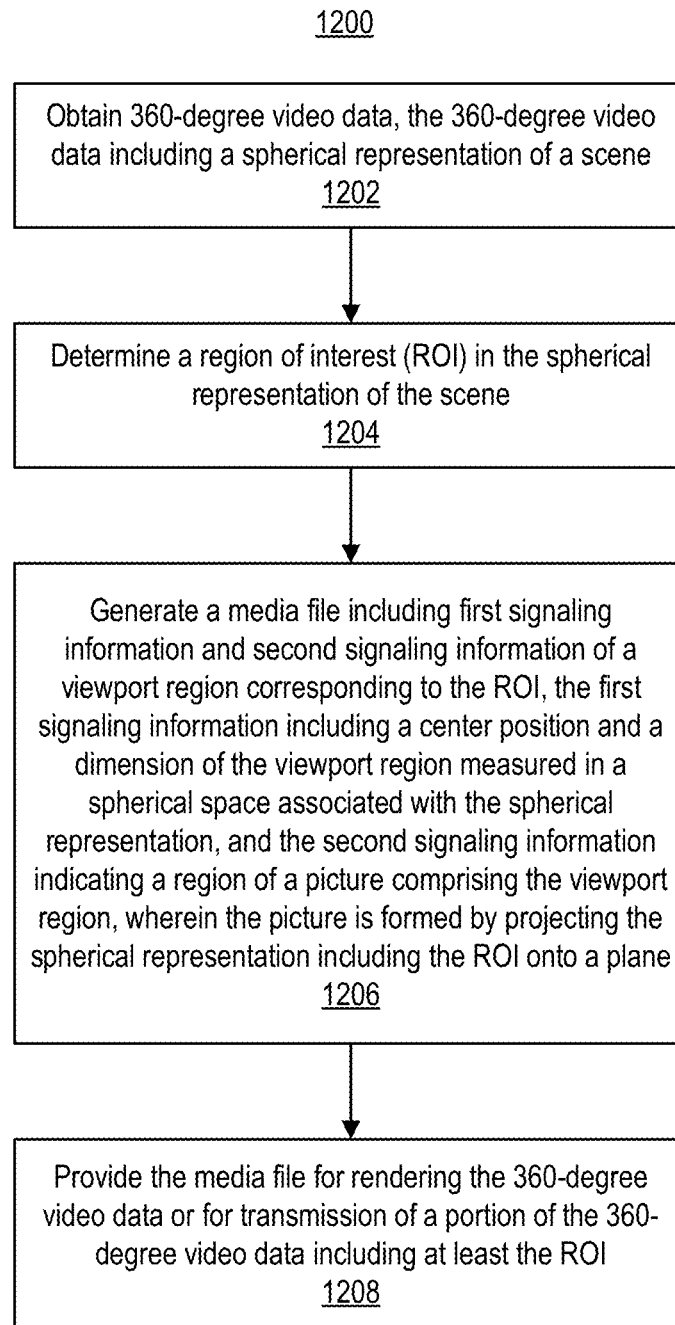 1200
Obtain 360-degree video data, the 360-degree video
data including a spherical representation of a scene
1202
Determine a region of interest (ROI) in the spherical
representation of the scene
1204
Generate a media file including first signaling
information and second signaling information of a
viewport region corresponding to the ROI, the first
signaling information including a center position and a
dimension of the viewport region measured in a
spherical space associated with the spherical
representation, and the second signaling information
indicating a region of a picture comprising the viewport
region, wherein the picture is formed by projecting the
spherical representation including the ROI onto a plane
1206
Provide the media file for rendering the 360-degree
video data or for transmission of a portion of the 360-
degree video data including at least the ROI
1208